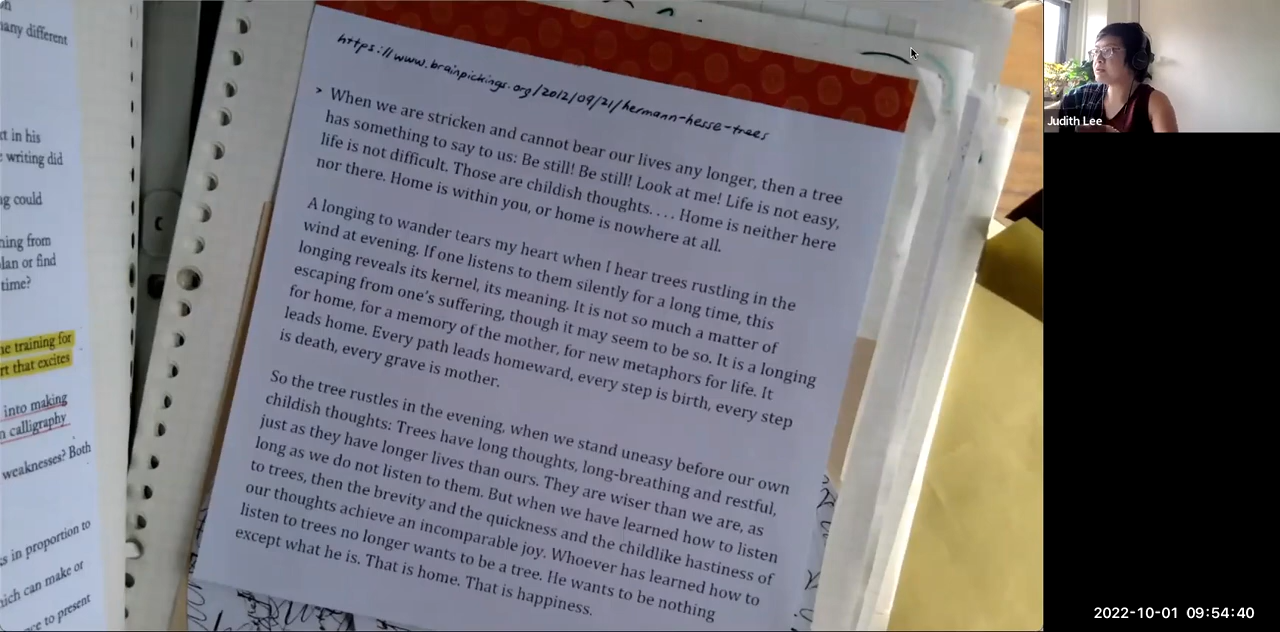 many different
t in his
writing did
g could
ning from
lan or find
time?
ne training for
rt that excites
into making
n calligraphy
weaknesses? Both
s in proportion to
hich can make or
ce to present
https://www.brainpickings.org/2012/09/21/hermann-hesse-trees
> When we are stricken and cannot bear our lives any longer, then a tree
has something to say to us: Be still! Be still! Look at me! Life is not easy,
life is not difficult. Those are childish thoughts. . . . Home is neither here
nor there. Home is within you, or home is nowhere at all.
A longing to wander tears my heart when I hear trees rustling in the
wind at evening. If one listens to them silently for a long time, this
longing reveals its kernel, its meaning. It is not so much a matter of
escaping from one's suffering, though it may seem to be so. It is a longing
for home, for a memory of the mother, for new metaphors for life. It
leads home. Every path leads homeward, every step is birth, every step
is death, every grave is mother.
So the tree rustles in the evening, when we stand uneasy before our own
childish thoughts: Trees have long thoughts, long-breathing and restful,
just as they have longer lives than ours. They are wiser than we are, as
long as we do not listen to them. But when we have learned how to listen
to trees, then the brevity and the quickness and the childlike hastiness of
our thoughts achieve an incomparable joy. Whoever has learned how to
listen to trees no longer wants to be a tree. He wants to be nothing
except what he is. That is home. That is happiness.
Judith Lee
2022-10-01 09:54:40